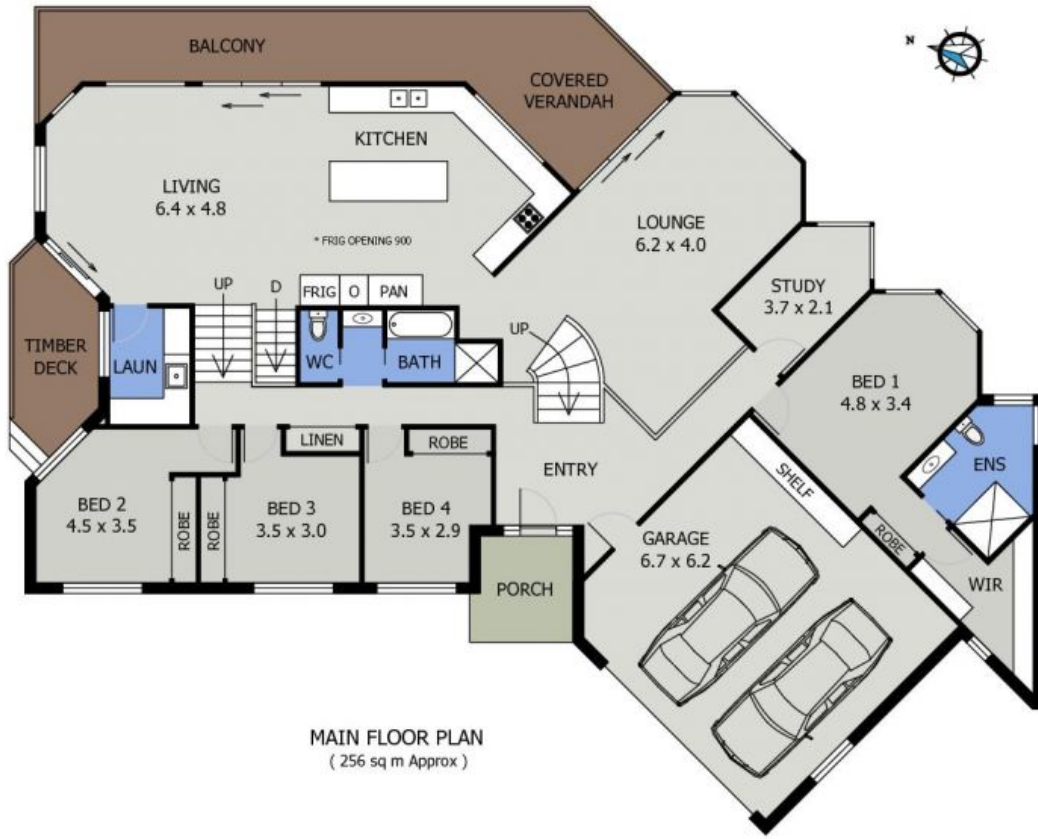 BALCONY
N
COVERED
VERANDAH
KITCHEN
LIVING
6.4 x 4.8
LOUNGE
6.2 x 4.0
* FRIG OPENING 900
STUDY
3.7 x 2.1
UP
D
FRIG
O
PAN
TIMBER
DECK
LAUN
WC
BATH
UP
BED 1
4.8 x 3.4
LINEN
ROBE
ENTRY
SHELF
ENS
BED 2
4.5 x 3.5
ROBE
ROBE
BED 3
3.5 x 3.0
BED 4
3.5 x 2.9
GARAGE
6.7 x 6.2
ROBE
WIR
PORCH
MAIN FLOOR PLAN
( 256 sq m Approx )